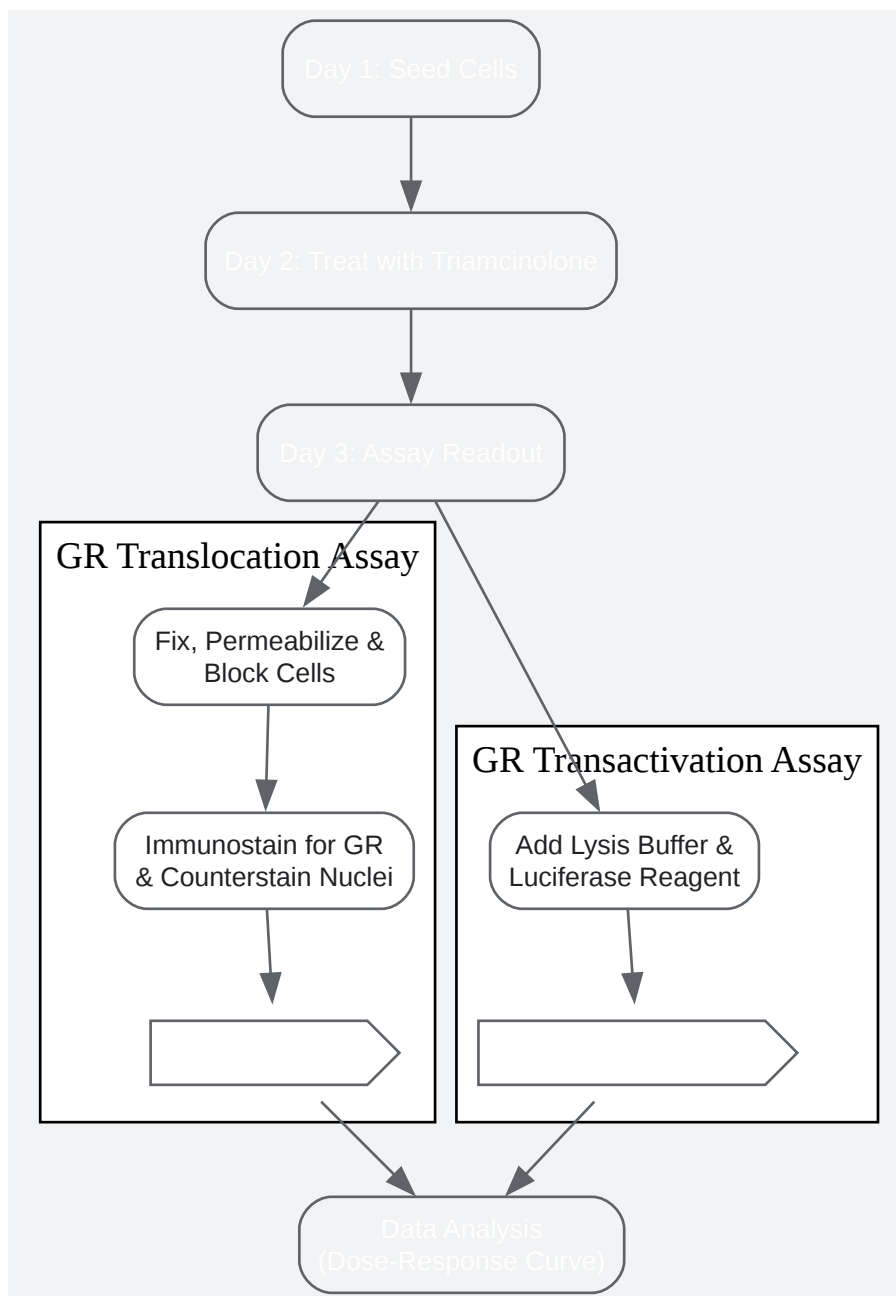 Day 1: Seed Cells
Day 2: Treat with Triamcinolone
Day 3: Assay Readout
GR Translocation Assay
Fix, Permeabilize &
Block Cells
Immunostain for GR
& Counterstain Nuclei
GR Transactivation Assay
Add Lysis Buffer &
Luciferase Reagent
Data Analysis
(Dose-Response Curve)